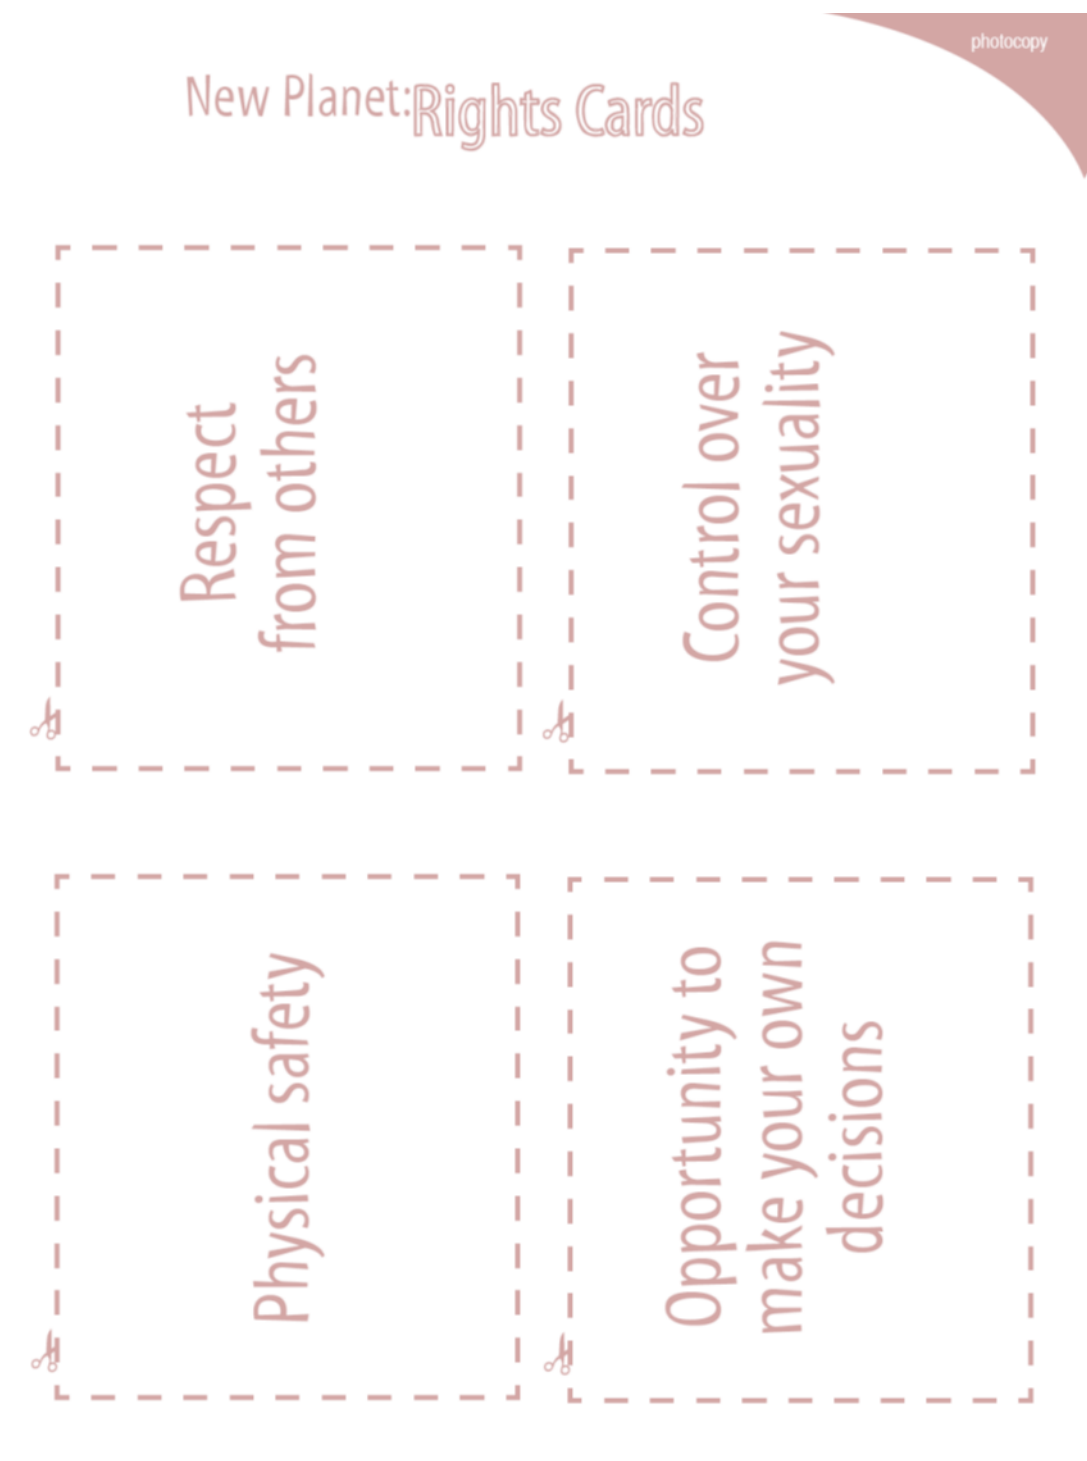 photocopy
New Planet: Rights Cards
Respect
from others
Control over
your sexuality
Physical safety
Opportunity to
make your own
decisions